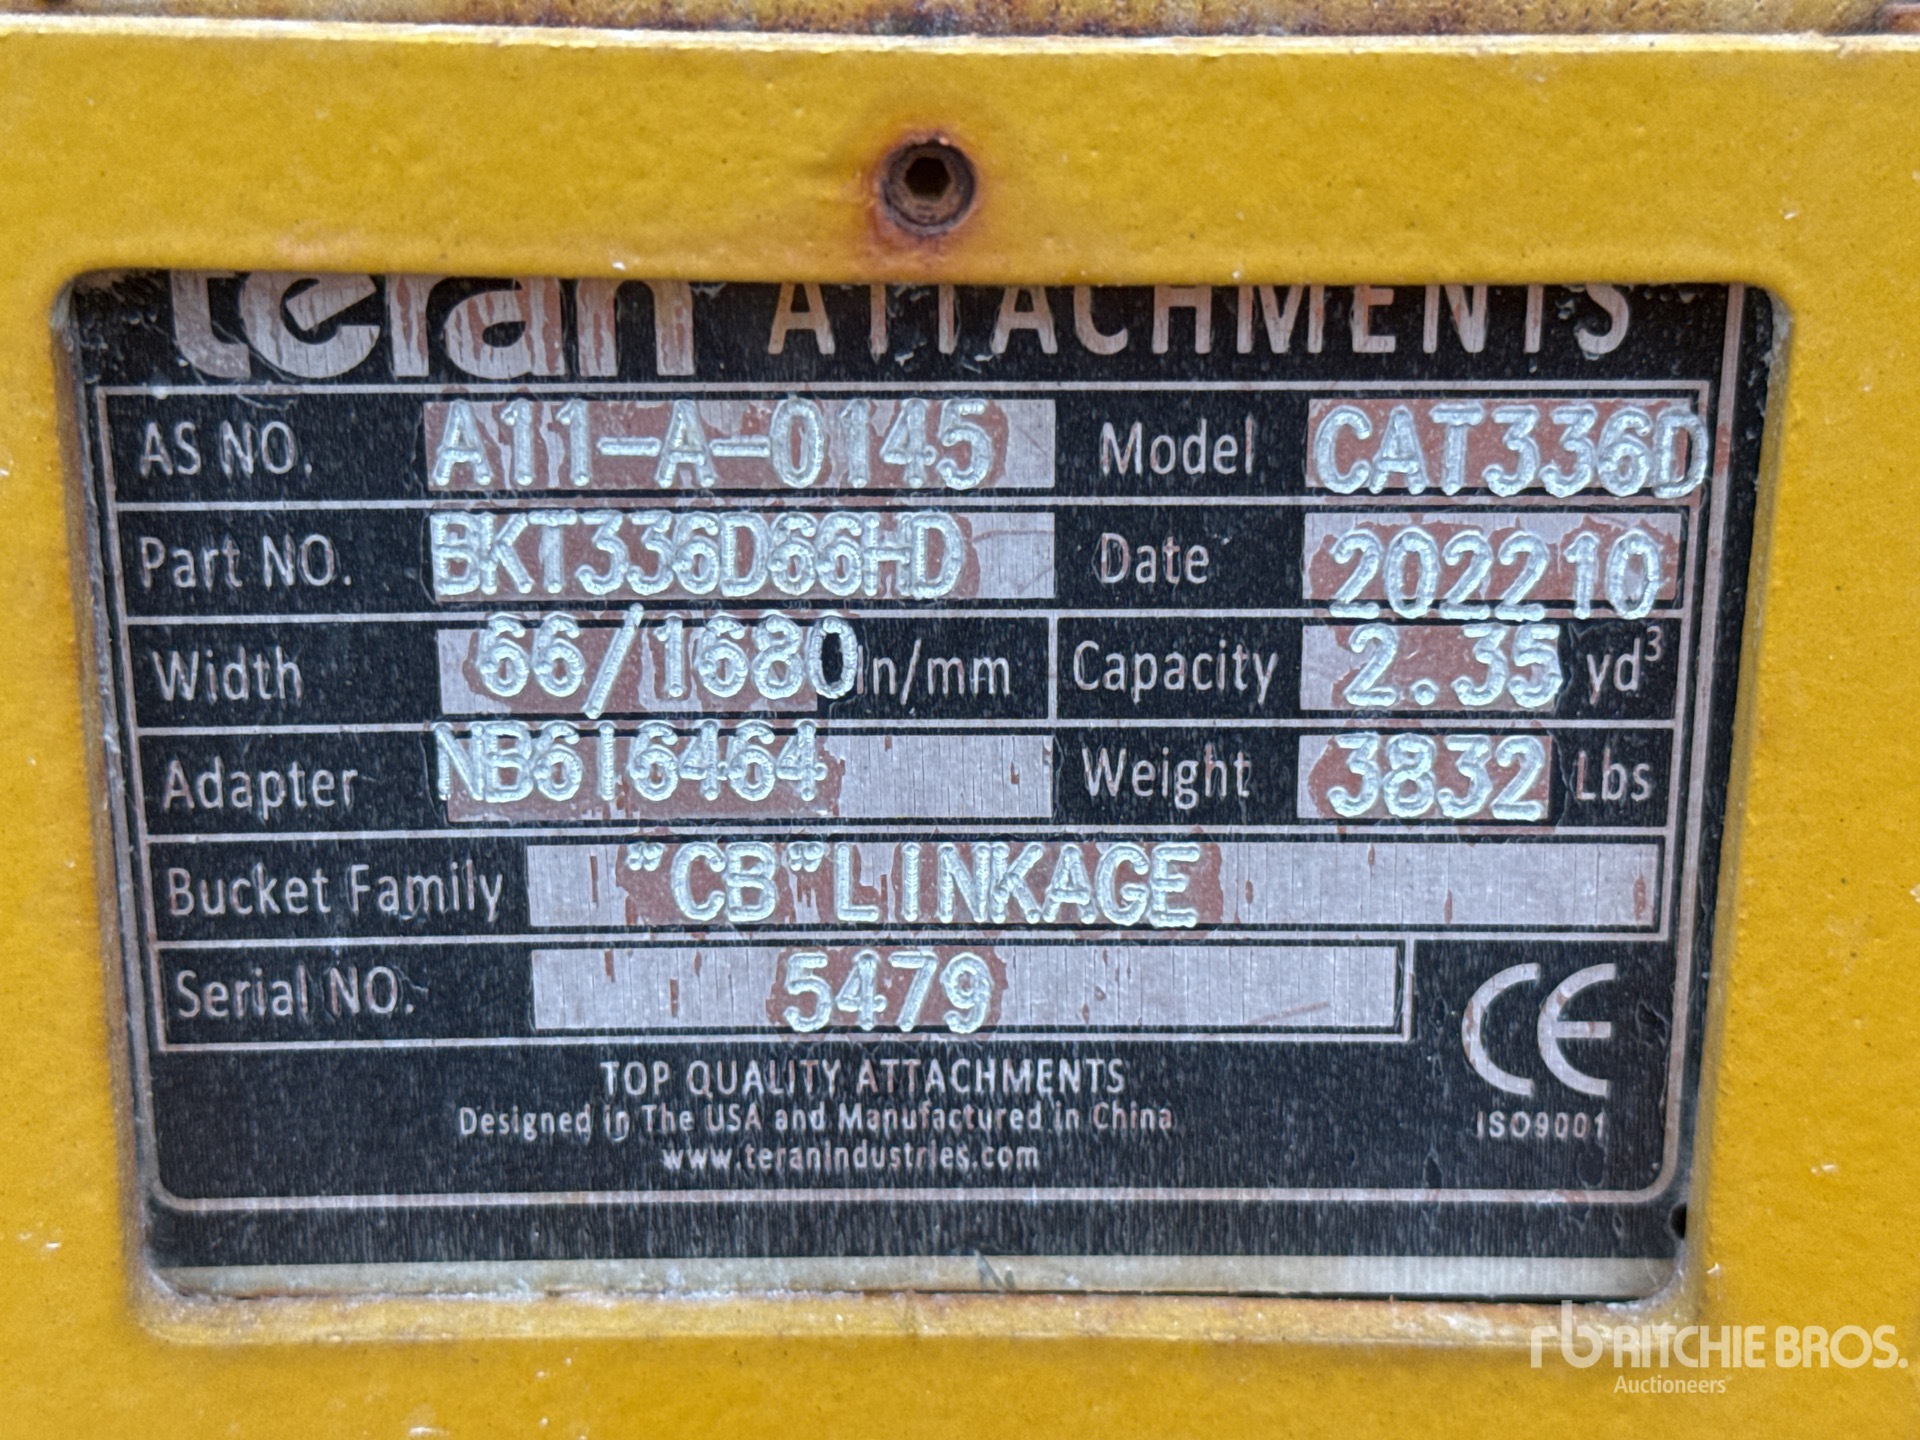 teran ATTACHMENTS
AS NO. A11-A-0145 Model CAT336D
Part NO. BKT336D66HD Date 202210
Width 66/1680 In/mm Capacity 2.35 yd³
Adapter NB616464 Weight 3832 Lbs
Bucket Family "CB"LINKAGE
Serial NO. 5479
CE
ISO9001
TOP QUALITY ATTACHMENTS
Designed in The USA and Manufactured in China
www.teranindustries.com
rb RITCHIE BROS.
Auctioneers